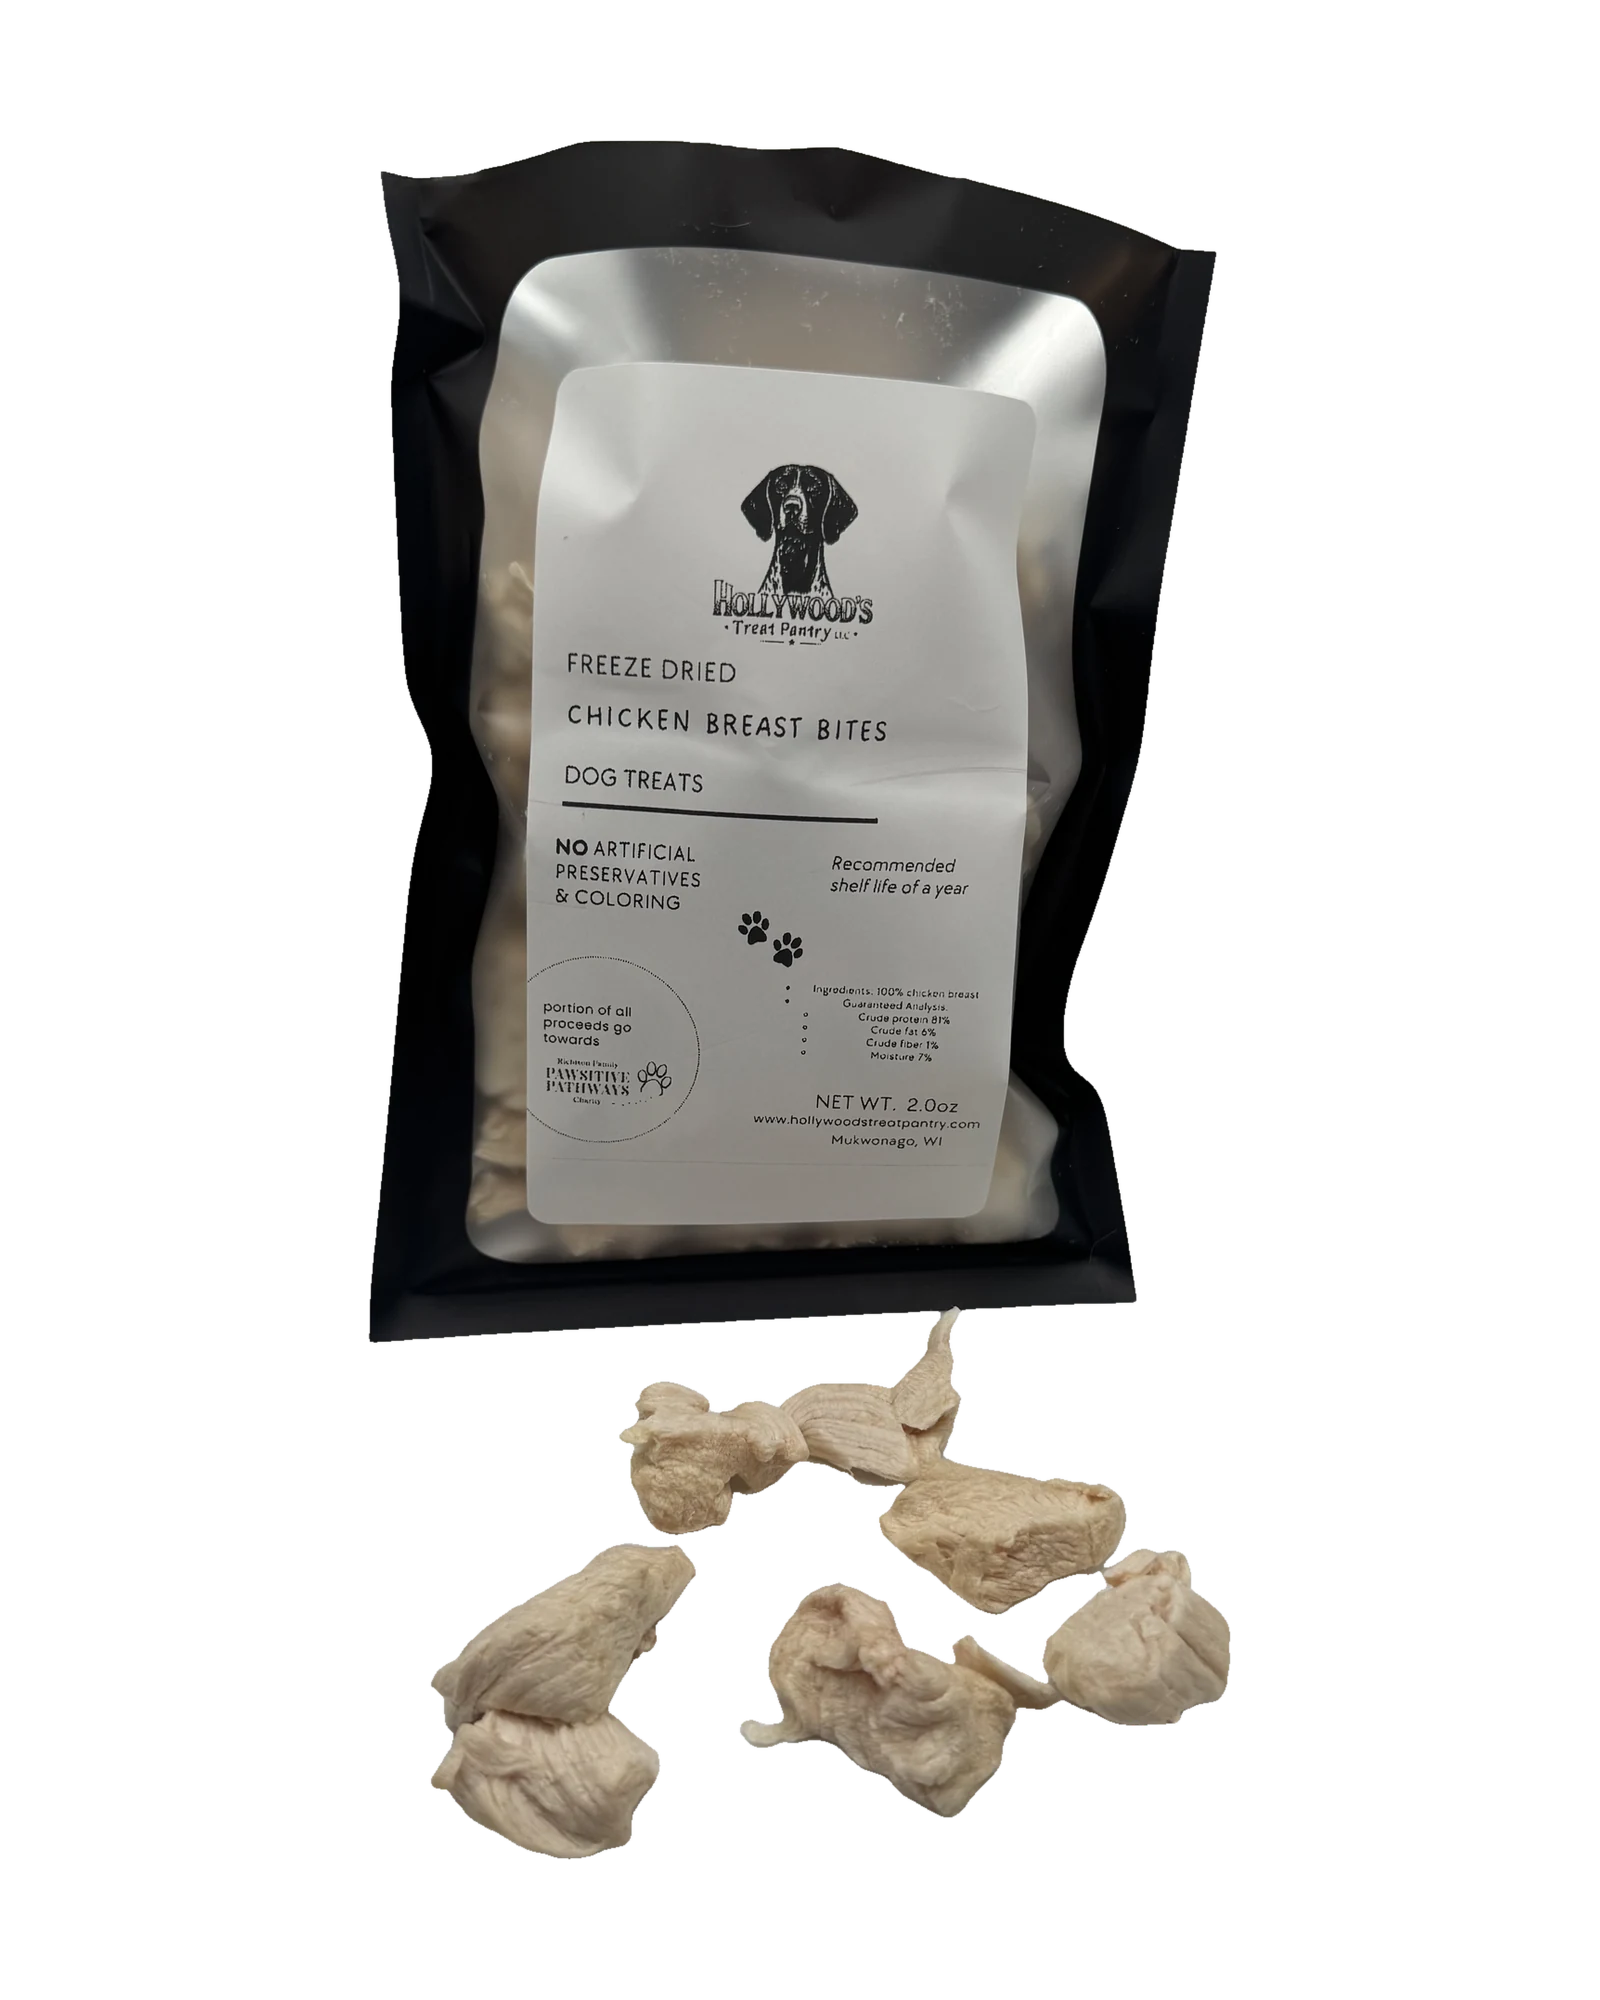 HOLLYWOOD'S
• Treat Pantry LLC •
FREEZE DRIED
CHICKEN BREAST BITES
DOG TREATS
NO ARTIFICIAL
PRESERVATIVES
& COLORING
Recommended
shelf life of a year
portion of all
proceeds go
towards
Family
PAWSITIVE
PATHWAYS
Charity
Ingredients: 100% chicken breast
Guaranteed Analysis:
Crude protein 81%
Crude fat 6%
Crude fiber 1%
Moisture 7%
NET WT. 2.0oz
www.hollywoodstreatpantry.com
Mukwonago, WI